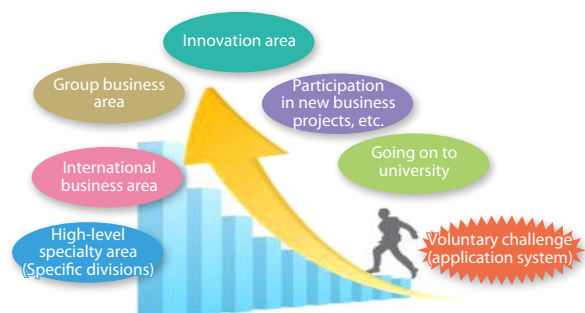 Innovation area
Group business
area
Participation
in new business
projects, etc.
International
business area
Going on to
university
High-level
specialty area
(Specific divisions)
Voluntary challenge
(application system)